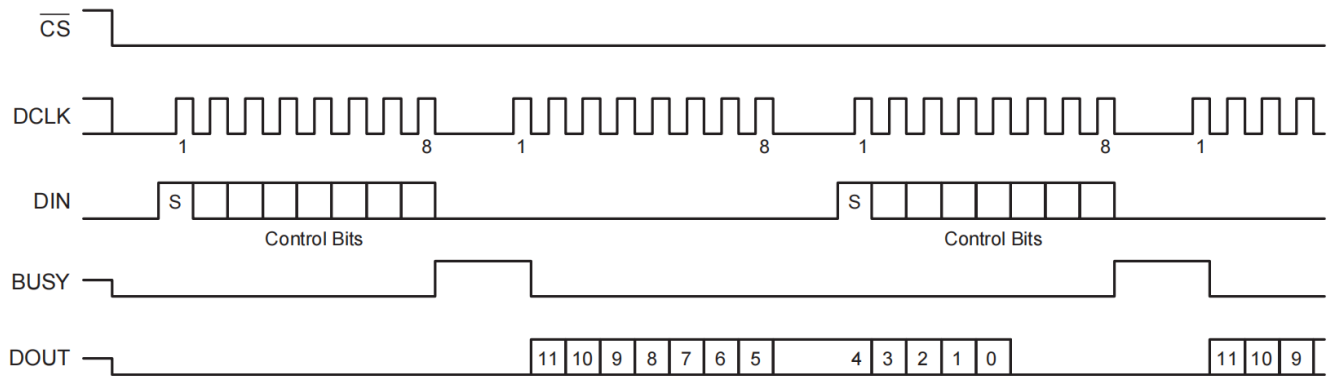 CS
DCLK
1 8 1 8 1 8 1
DIN S S
Control Bits Control Bits
BUSY
DOUT 11 10 9 8 7 6 5 4 3 2 1 0 11 10 9